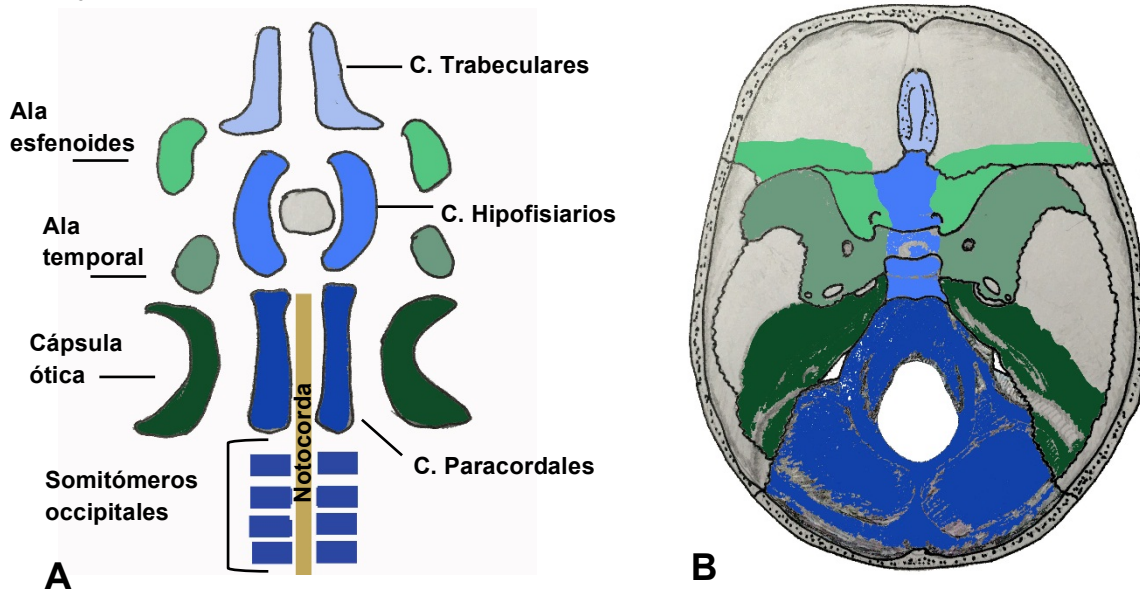 C. Trabeculares
Ala
esfenoides
C. Hipofisiarios
Ala
temporal
Cápsula
ótica
Notocorda
C. Paracordales
Somitómeros
occipitales
A
B